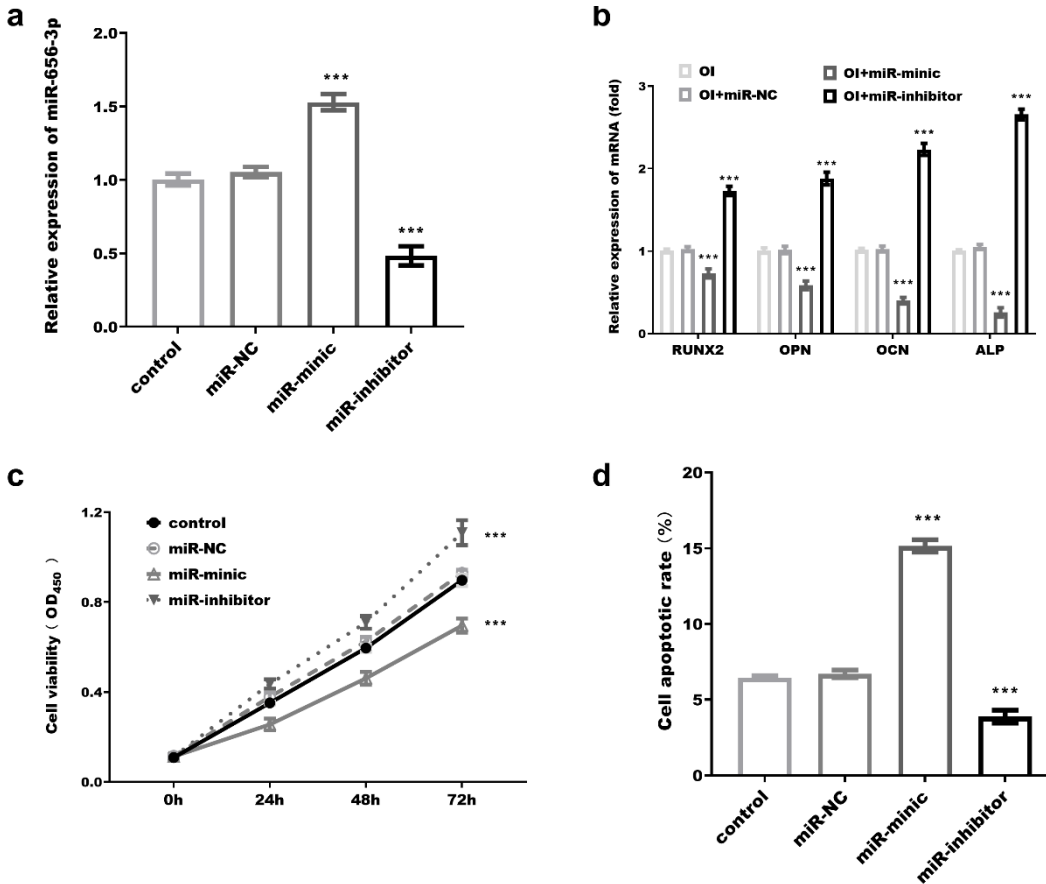 a
Relative expression of miR-656-3p
2.0
1.5
1.0
0.5
0.0
***
***
control
miR-NC
miR-minic
miR-inhibitor
b
Relative expression of mRNA (fold)
3
2
1
0
OI
OI+miR-NC
OI+miR-minic
OI+miR-inhibitor
***
***
***
***
***
***
***
***
RUNX2
OPN
OCN
ALP
c
Cell viability ( OD450 )
1.2
0.8
0.4
0.0
control
miR-NC
miR-minic
miR-inhibitor
***
***
0h
24h
48h
72h
d
Cell apoptotic rate (%)
20
15
10
5
0
***
***
control
miR-NC
miR-minic
miR-inhibitor